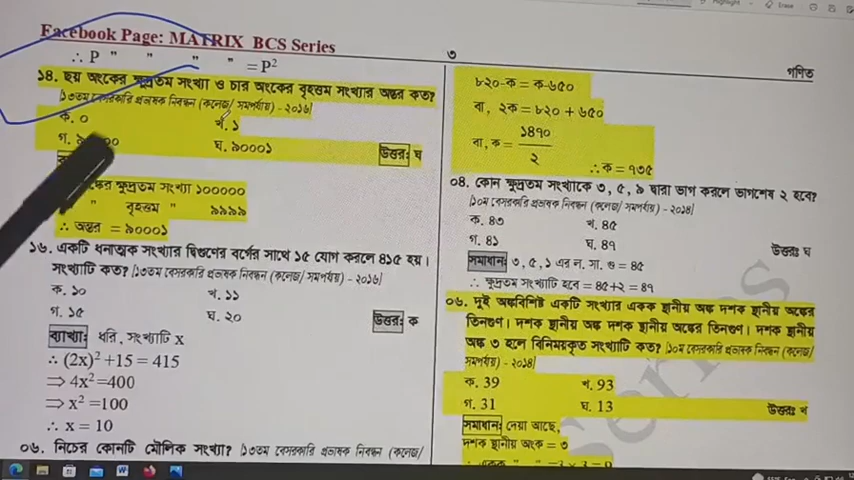 Facebook Page: MATRIX BCS Series
৩
গণিত
∴ P " " " " = P²
১৪. ছয় অংকের ক্ষুদ্রতম সংখ্যা ও চার অংকের বৃহত্তম সংখ্যার অন্তর কত?
[১৩তম বেসরকারি প্রভাষক নিবন্ধন (কলেজ/ সমপর্যায়) - ২০১৬]
ক. ০
খ. ১
গ.
ঘ. ৯০০০১
উত্তর: ঘ
ক্ষুদ্রতম সংখ্যা ১০০০০০
" বৃহত্তম " ৯৯৯৯
∴ অন্তর = ৯০০০১
১৬. একটি ধনাত্মক সংখ্যার দ্বিগুণের বর্গের সাথে ১৫ যোগ করলে ৪১৫ হয়।
সংখ্যাটি কত? [১৩তম বেসরকারি প্রভাষক নিবন্ধন (কলেজ/ সমপর্যায়) - ২০১৬]
ক. ১০
খ. ১১
গ. ১৫
ঘ. ২০
উত্তর: ক
ব্যাখ্যা: ধরি, সংখ্যাটি x
∴ (2x)² +15 = 415
⇒ 4x² =400
⇒ x² =100
∴ x = 10
০৬. নিচের কোনটি মৌলিক সংখ্যা? [১৩তম বেসরকারি প্রভাষক নিবন্ধন (কলেজ/
৮২০-ক = ক-৬৫০
বা, ২ক = ৮২০ + ৬৫০
বা, ক = ১৪৭০
২
∴ ক = ৭৩৫
০৪. কোন ক্ষুদ্রতম সংখ্যাকে ৩, ৫, ৯ দ্বারা ভাগ করলে ভাগশেষ ২ হবে?
[১০ম বেসরকারি প্রভাষক নিবন্ধন (কলেজ/ সমপর্যায়) - ২০১৪]
ক. ৪৩
খ. ৪৫
গ. ৪১
ঘ. ৪৭
উত্তর: ঘ
সমাধান: ৩, ৫, ৯ এর ল. সা. গু = ৪৫
∴ ক্ষুদ্রতম সংখ্যাটি হবে = ৪৫+২ = ৪৭
০৬. দুই অঙ্কবিশিষ্ট একটি সংখ্যার একক স্থানীয় অঙ্ক দশক স্থানীয় অঙ্কের
তিনগুণ। দশক স্থানীয় অঙ্ক দশক স্থানীয় অঙ্কের তিনগুণ। দশক স্থানীয়
অঙ্ক ৩ হলে বিনিময়কৃত সংখ্যাটি কত? [১০ম বেসরকারি প্রভাষক নিবন্ধন (কলেজ/
সমপর্যায়) - ২০১৪]
ক. 39
খ. 93
গ. 31
ঘ. 13
উত্তর: খ
সমাধান: দেয়া আছে,
দশক স্থানীয় অংক = ৩